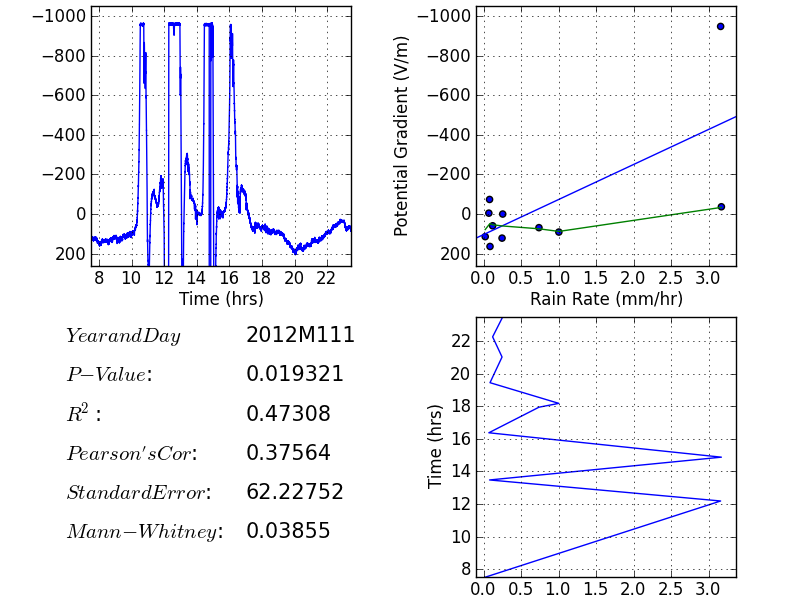 −1000
−800
−600
−400
−200
0
200
8 10 12 14 16 18 20 22
Time (hrs)
Potential Gradient (V/m)
−1000
−800
−600
−400
−200
0
200
0.0 0.5 1.0 1.5 2.0 2.5 3.0
Rain Rate (mm/hr)
YearandDay 2012M111
P−Value: 0.019321
R² : 0.47308
Pearson'sCor: 0.37564
StandardError: 62.22752
Mann−Whitney: 0.03855
Time (hrs)
22
20
18
16
14
12
10
8
0.0 0.5 1.0 1.5 2.0 2.5 3.0